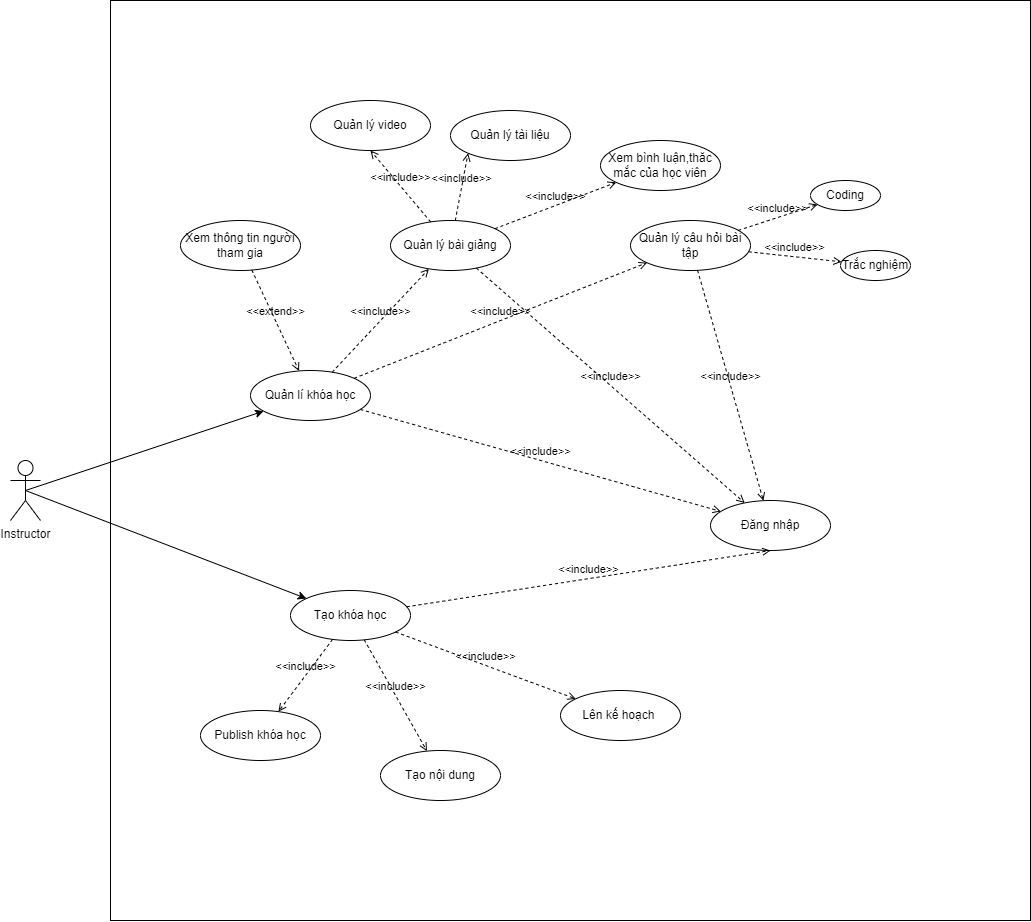 Quản lý video
Quản lý tài liệu
Xem bình luận,thăc
mắc của học viên
<<include>>
<<include>>
<<include>>
Coding
<<include>>
Xem thông tin người
tham gia
Quản lý bài giảng
Quản lý câu hỏi bài
tập
<<include>>
Trắc nghiệm
<<extend>>
<<include>>
<<include>>
<<include>>
<<include>>
Quản lí khóa học
<<include>>
Instructor
Đăng nhập
<<include>>
Tạo khóa học
<<include>>
<<include>>
<<include>>
Publish khóa học
Lên kế hoạch
Tạo nội dung